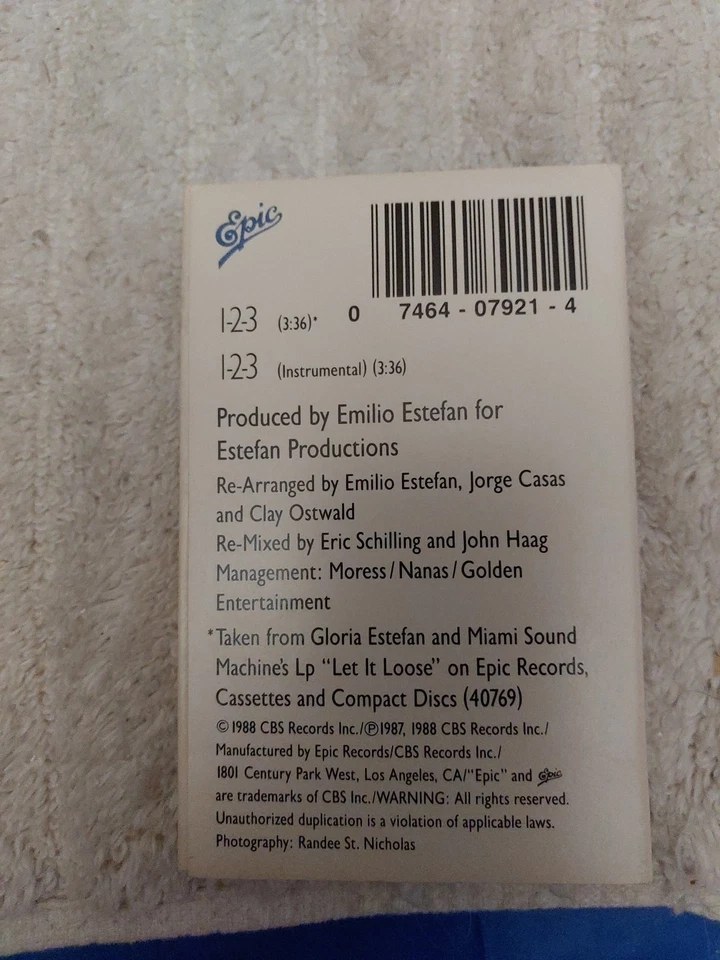 Epic
1-2-3 (3:36)*
0 7464 - 07921 - 4
1-2-3 (Instrumental) (3:36)
Produced by Emilio Estefan for
Estefan Productions
Re-Arranged by Emilio Estefan, Jorge Casas
and Clay Ostwald
Re-Mixed by Eric Schilling and John Haag
Management: Moress/Nanas/Golden
Entertainment
*Taken from Gloria Estefan and Miami Sound
Machine's Lp "Let It Loose" on Epic Records,
Cassettes and Compact Discs (40769)
© 1988 CBS Records Inc./℗1987, 1988 CBS Records Inc./
Manufactured by Epic Records/CBS Records Inc./
1801 Century Park West, Los Angeles, CA/"Epic" and Epic
are trademarks of CBS Inc./WARNING: All rights reserved.
Unauthorized duplication is a violation of applicable laws.
Photography: Randee St. Nicholas